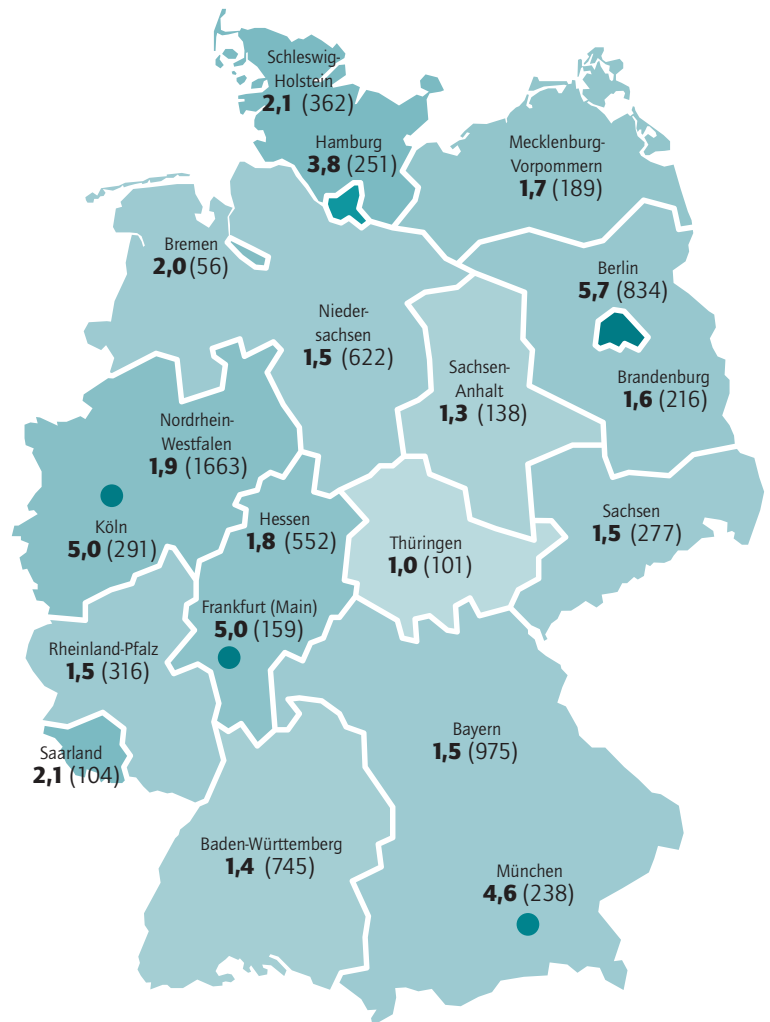 Schleswig-
Holstein
2,1 (362)
Hamburg
3,8 (251)
Mecklenburg-
Vorpommern
1,7 (189)
Bremen
2,0 (56)
Berlin
5,7 (834)
Nieder-
sachsen
1,5 (622)
Sachsen-
Anhalt
1,3 (138)
Brandenburg
1,6 (216)
Nordrhein-
Westfalen
1,9 (1663)
Köln
5,0 (291)
Hessen
1,8 (552)
Thüringen
1,0 (101)
Sachsen
1,5 (277)
Frankfurt (Main)
5,0 (159)
Rheinland-Pfalz
1,5 (316)
Saarland
2,1 (104)
Bayern
1,5 (975)
Baden-Württemberg
1,4 (745)
München
4,6 (238)